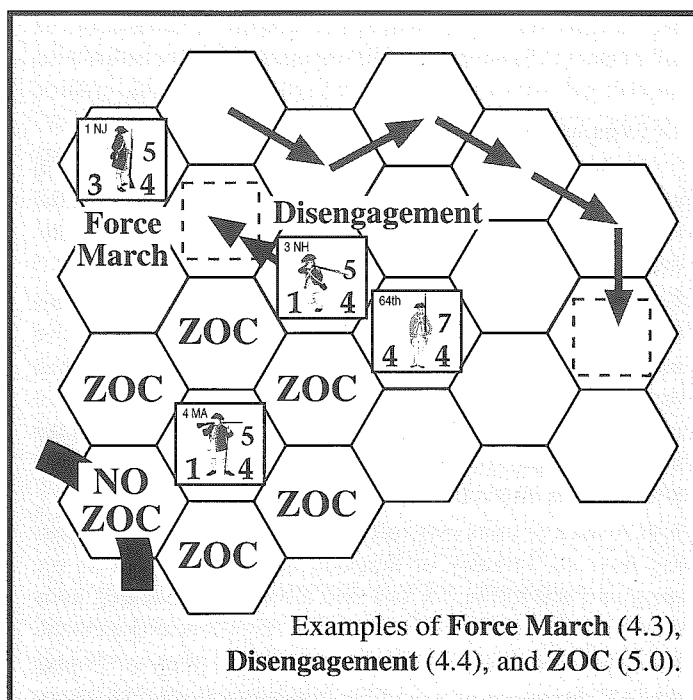 1 NJ
5
3 4
Force
March
Disengagement
3 NH
5
1 4
64th
7
4 4
ZOC
ZOC
ZOC
4 MA
5
1 4
NO
ZOC
ZOC
ZOC
Examples of Force March (4.3),
Disengagement (4.4), and ZOC (5.0).